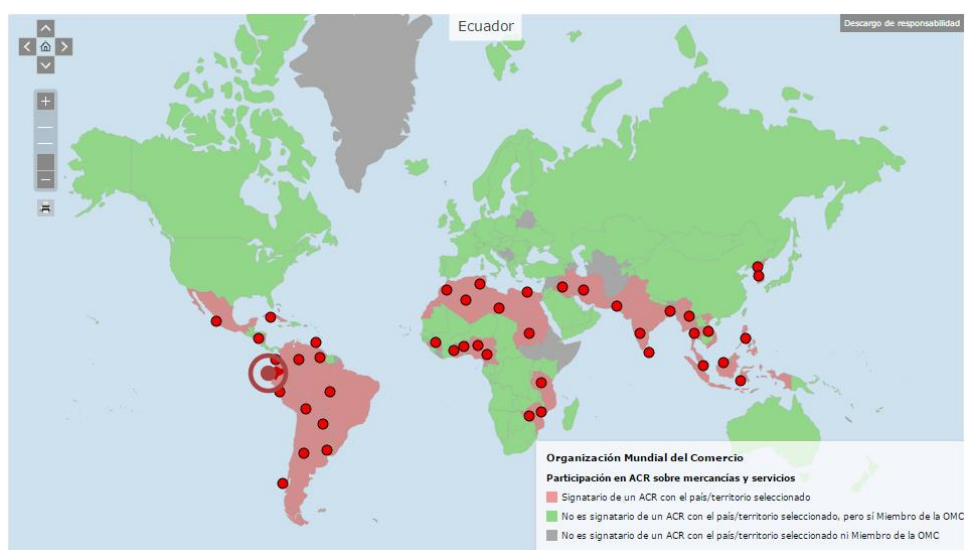 Ecuador
Descargo de responsabilidad
Organización Mundial del Comercio
Participación en ACR sobre mercancías y servicios
Signatario de un ACR con el país/territorio seleccionado
No es signatario de un ACR con el país/territorio seleccionado, pero sí Miembro de la OMC
No es signatario de un ACR con el país/territorio seleccionado ni Miembro de la OMC